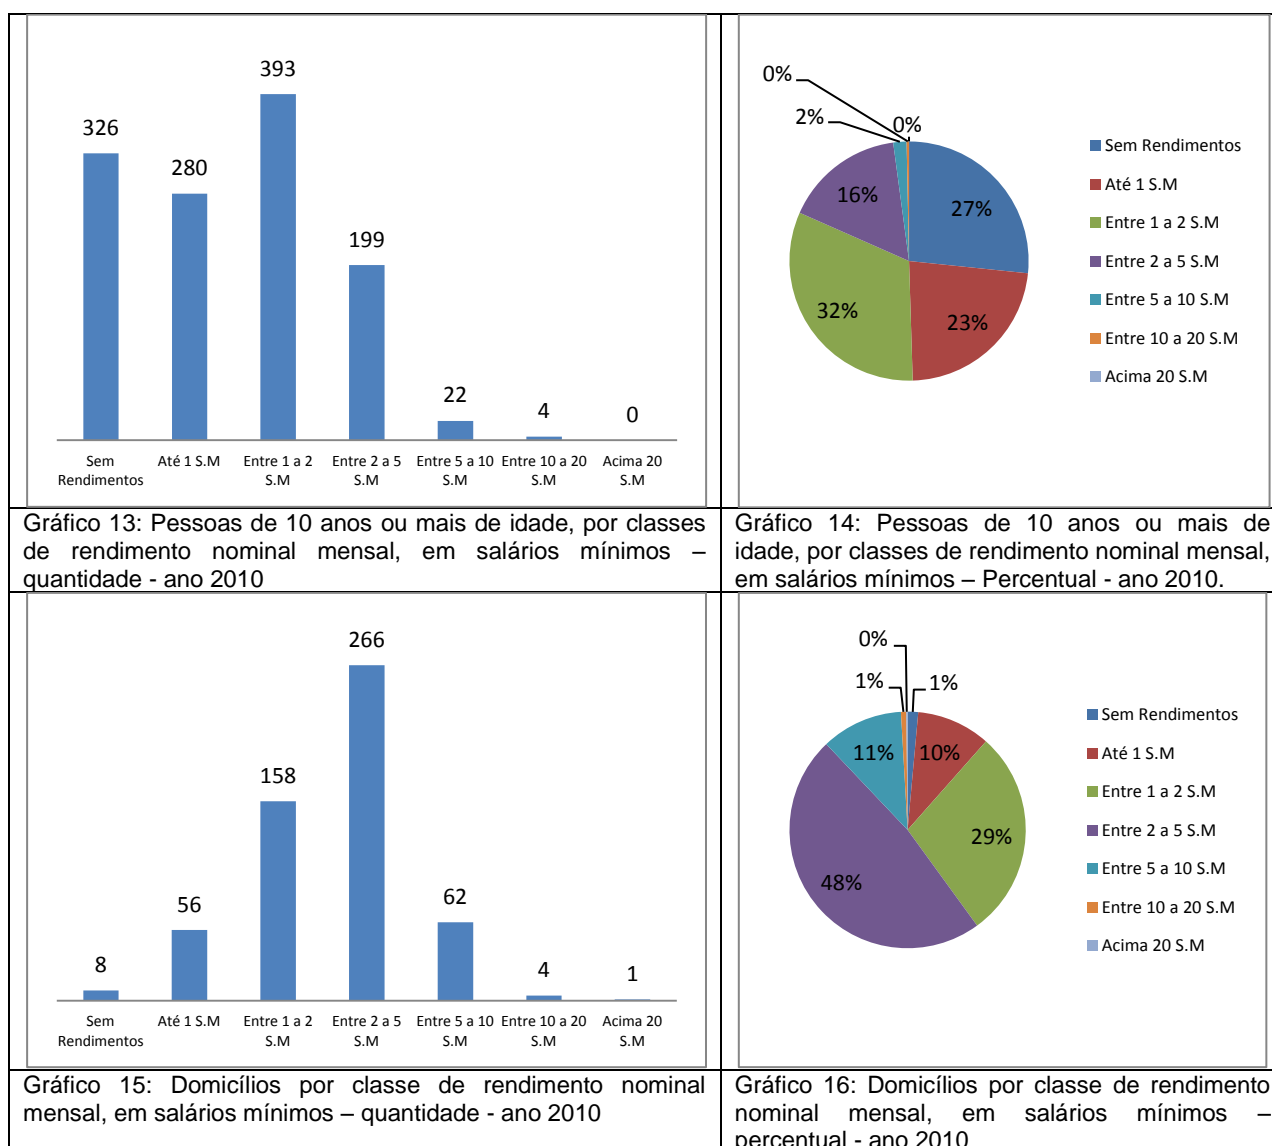 393
326
280
199
22
4
0
Sem Rendimentos
Até 1 S.M
Entre 1 a 2 S.M
Entre 2 a 5 S.M
Entre 5 a 10 S.M
Entre 10 a 20 S.M
Acima 20 S.M
0%
2%
0%
16%
27%
32%
23%
Sem Rendimentos
Até 1 S.M
Entre 1 a 2 S.M
Entre 2 a 5 S.M
Entre 5 a 10 S.M
Entre 10 a 20 S.M
Acima 20 S.M
Gráfico 13: Pessoas de 10 anos ou mais de idade, por classes
de rendimento nominal mensal, em salários mínimos –
quantidade - ano 2010
Gráfico 14: Pessoas de 10 anos ou mais de
idade, por classes de rendimento nominal mensal,
em salários mínimos – Percentual - ano 2010.
266
158
56
62
8
4
1
Sem Rendimentos
Até 1 S.M
Entre 1 a 2 S.M
Entre 2 a 5 S.M
Entre 5 a 10 S.M
Entre 10 a 20 S.M
Acima 20 S.M
0%
1%
1%
11%
10%
29%
48%
Sem Rendimentos
Até 1 S.M
Entre 1 a 2 S.M
Entre 2 a 5 S.M
Entre 5 a 10 S.M
Entre 10 a 20 S.M
Acima 20 S.M
Gráfico 15: Domicílios por classe de rendimento nominal
mensal, em salários mínimos – quantidade - ano 2010
Gráfico 16: Domicílios por classe de rendimento
nominal mensal, em salários mínimos –
percentual - ano 2010